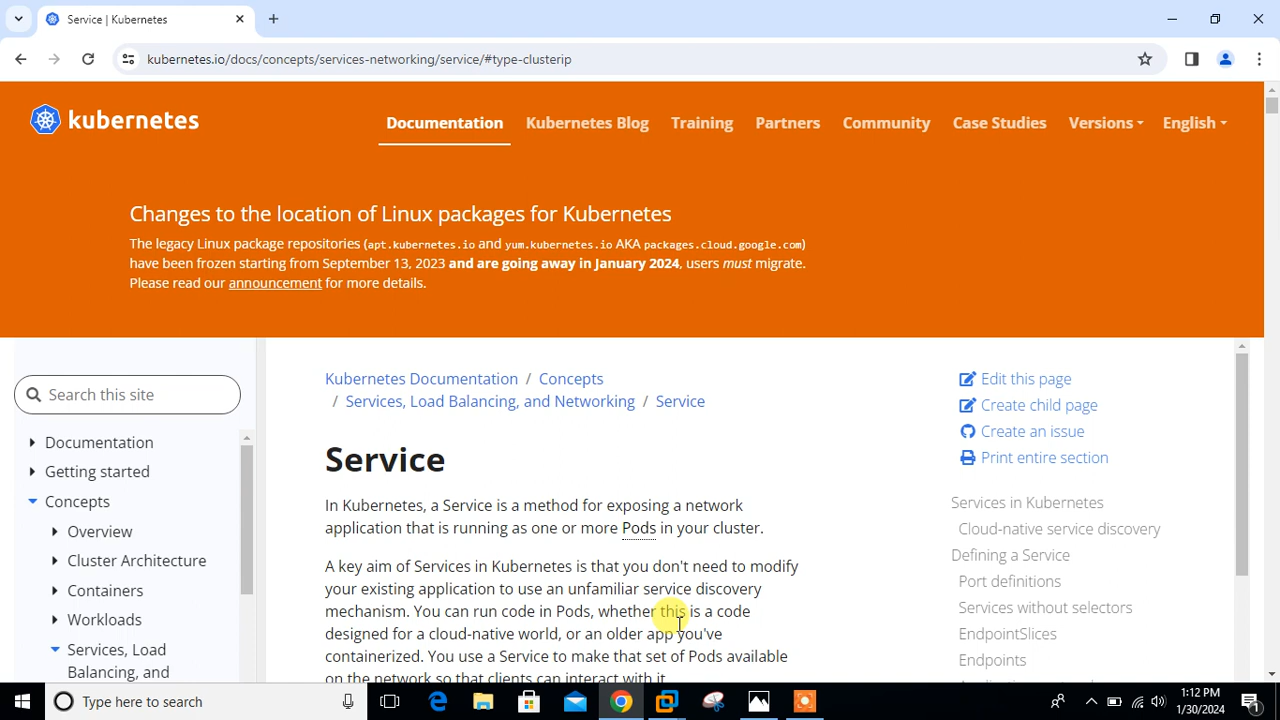 Service | Kubernetes
kubernetes.io/docs/concepts/services-networking/service/#type-clusterip
kubernetes
Documentation Kubernetes Blog Training Partners Community Case Studies Versions English
Changes to the location of Linux packages for Kubernetes
The legacy Linux package repositories (apt.kubernetes.io and yum.kubernetes.io AKA packages.cloud.google.com)
have been frozen starting from September 13, 2023 and are going away in January 2024, users must migrate.
Please read our announcement for more details.
Search this site
Documentation
Getting started
Concepts
Overview
Cluster Architecture
Containers
Workloads
Services, Load
Balancing, and
Kubernetes Documentation / Concepts
/ Services, Load Balancing, and Networking / Service
Service
In Kubernetes, a Service is a method for exposing a network
application that is running as one or more Pods in your cluster.
A key aim of Services in Kubernetes is that you don't need to modify
your existing application to use an unfamiliar service discovery
mechanism. You can run code in Pods, whether this is a code
designed for a cloud-native world, or an older app you've
containerized. You use a Service to make that set of Pods available
on the network so that clients can interact with it.
Edit this page
Create child page
Create an issue
Print entire section
Services in Kubernetes
Cloud-native service discovery
Defining a Service
Port definitions
Services without selectors
EndpointSlices
Endpoints
Type here to search
1:12 PM
1/30/2024